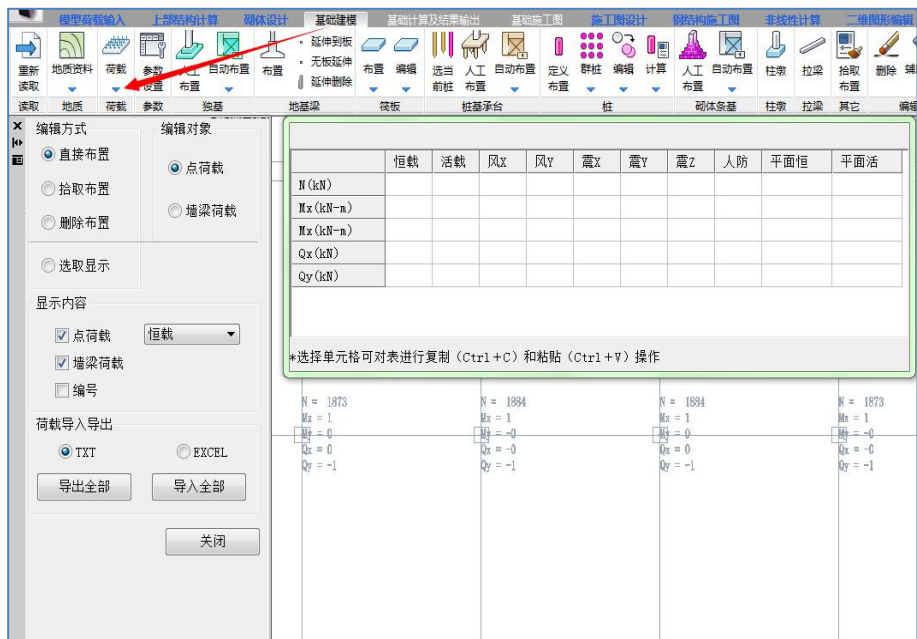 模型荷载输入 上部结构计算 砌体设计 基础建模 基础计算及结果输出 基础施工图 施工图设计 钢结构施工图 非线性计算 二维图形编辑
重新读取 地质资料 荷载 参数设置 人工布置 自动布置 布置 延伸到板 无板延伸 延伸删除 布置 编辑 选当前桩 人工布置 自动布置 定义布置 群桩 编辑 计算 人工布置 自动布置 柱墩 拉梁 拾取布置 删除
读取 地质 荷载 参数 独基 地基梁 筏板 桩基承台 桩 砌体条基 柱墩 拉梁 其它 编辑
编辑方式 编辑对象
直接布置
点荷载
拾取布置
墙梁荷载
删除布置
选取显示
显示内容
点荷载 恒载
墙梁荷载
编号
荷载导入导出
TXT EXCEL
导出全部 导入全部
关闭
恒载 活载 风X 风Y 震X 震Y 震Z 人防 平面恒 平面活
N(kN)
Mx(kN-m)
Mx(kN-m)
Qx(kN)
Qy(kN)
*选择单元格可对表进行复制（Ctrl+C）和粘贴（Ctrl+V）操作
N = 1873 N = 1884 N = 1884 N = 1873
Mx = 1 Mx = 1 Mx = 1 Mx = 1
My = 0 My = -0 My = 0 My = -0
Qx = 0 Qx = -0 Qx = 0 Qx = -0
Qy = -1 Qy = -1 Qy = -1 Qy = -1